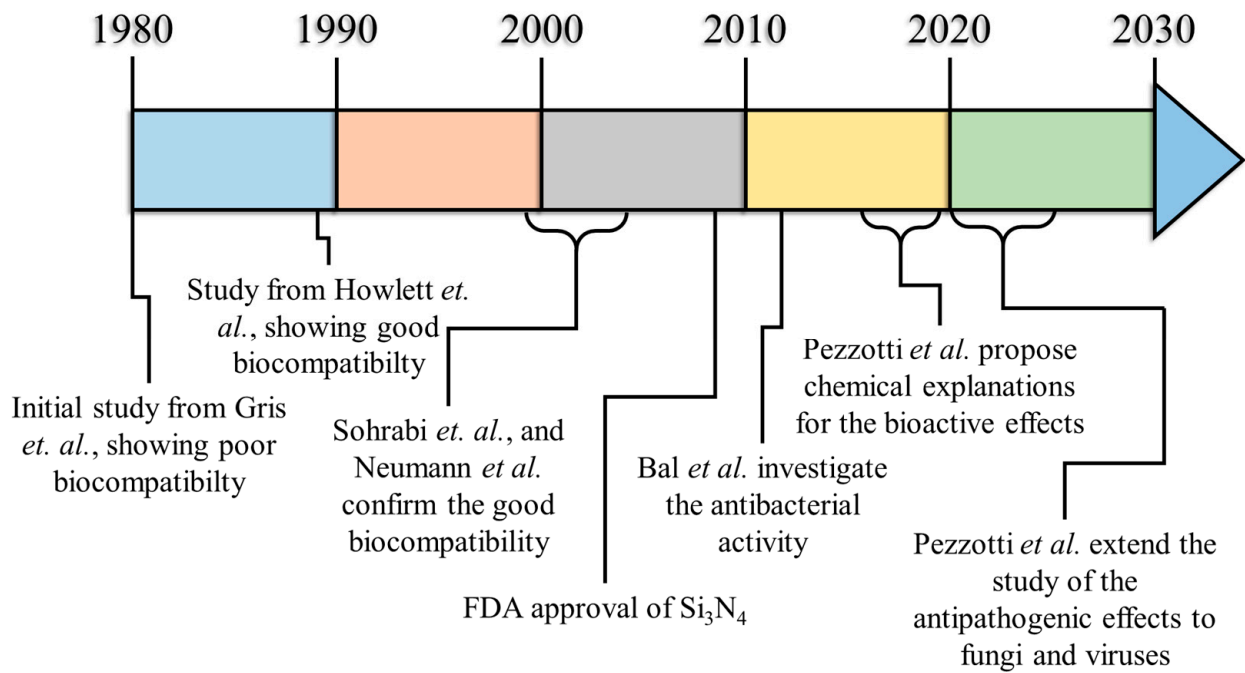 1980
1990
2000
2010
2020
2030
Initial study from Gris
et. al., showing poor
biocompatibilty
Study from Howlett et.
al., showing good
biocompatibilty
Sohrabi et. al., and
Neumann et al.
confirm the good
biocompatibility
FDA approval of Si₃N₄
Bal et al. investigate
the antibacterial
activity
Pezzotti et al. propose
chemical explanations
for the bioactive effects
Pezzotti et al. extend the
study of the
antipathogenic effects to
fungi and viruses